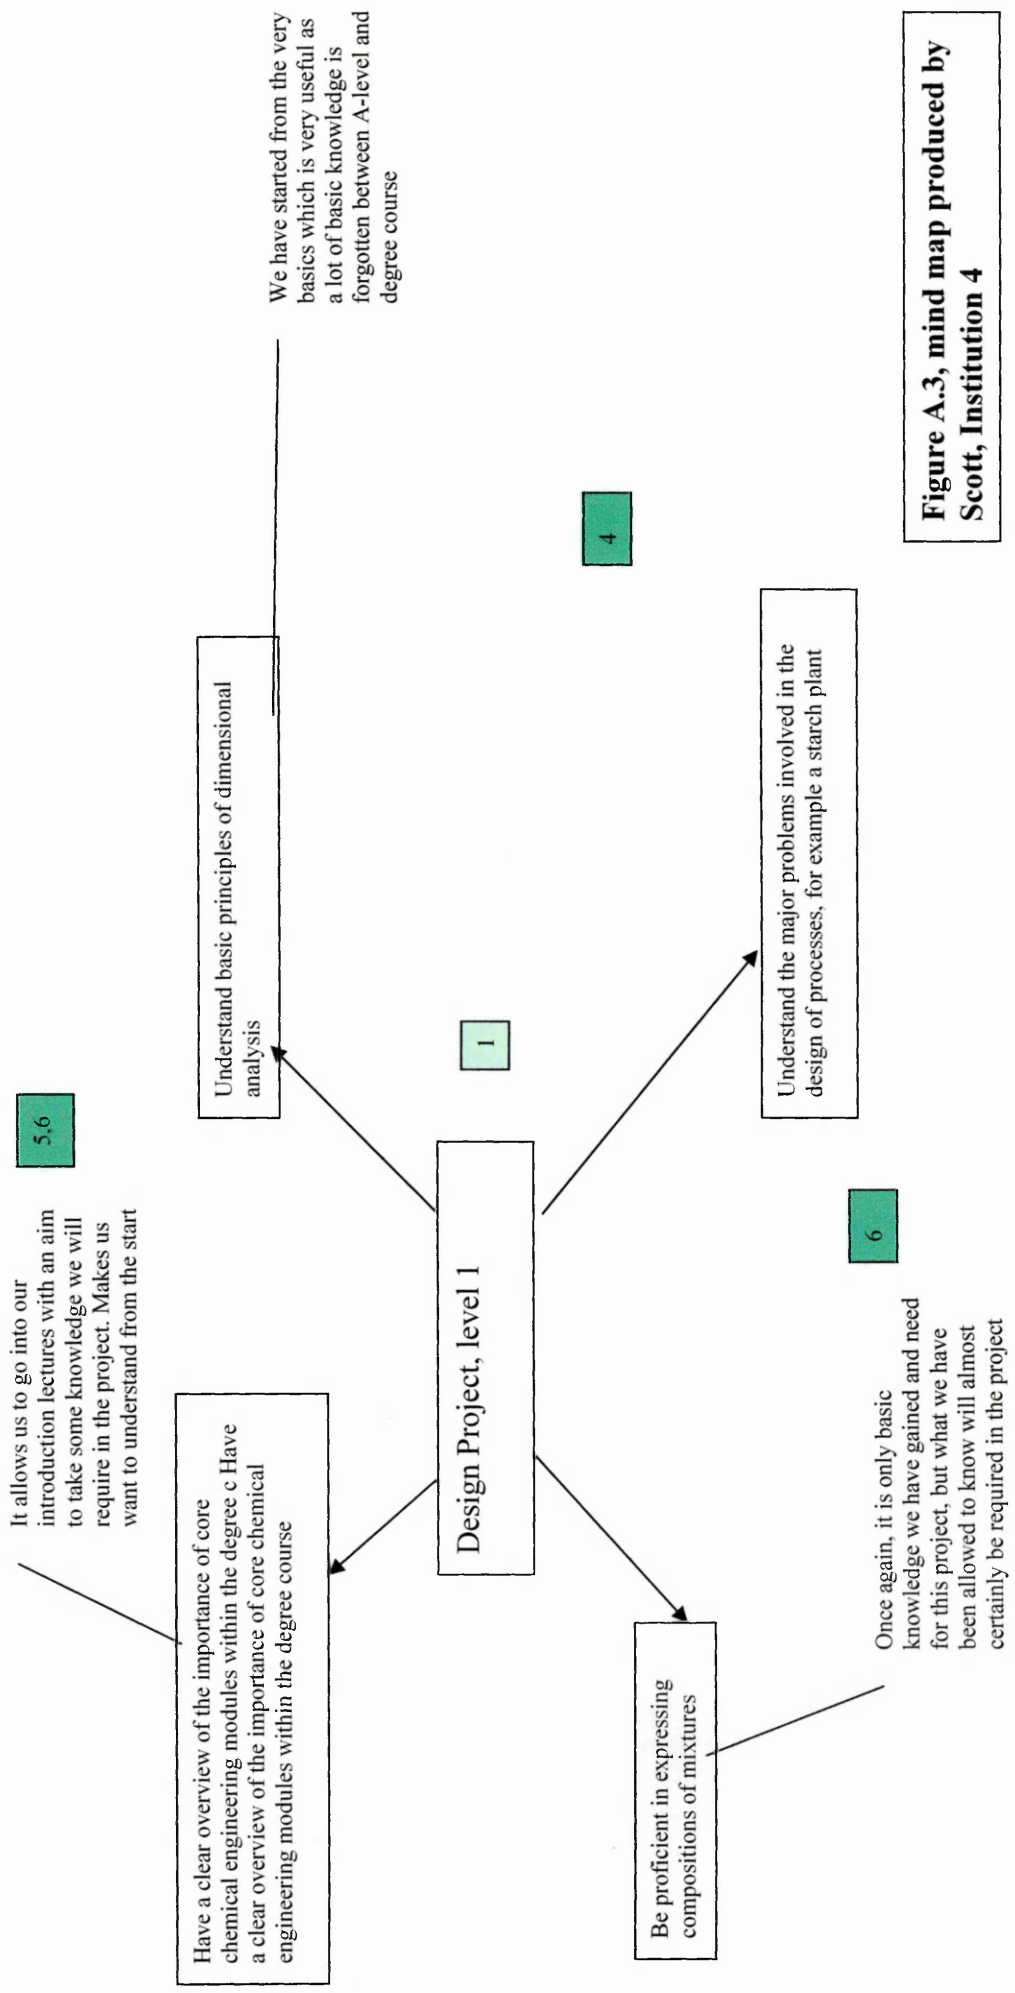 It allows us to go into our
introduction lectures with an aim
to take some knowledge we will
require in the project. Makes us
want to understand from the start
5,6
Have a clear overview of the importance of core
chemical engineering modules within the degree c Have
a clear overview of the importance of core chemical
engineering modules within the degree course
Understand basic principles of dimensional
analysis
We have started from the very
basics which is very useful as
a lot of basic knowledge is
forgotten between A-level and
degree course
Design Project, level 1
1
4
Be proficient in expressing
compositions of mixtures
Understand the major problems involved in the
design of processes, for example a starch plant
Once again, it is only basic
knowledge we have gained and need
for this project, but what we have
been allowed to know will almost
certainly be required in the project
6
Figure A.3, mind map produced by
Scott, Institution 4